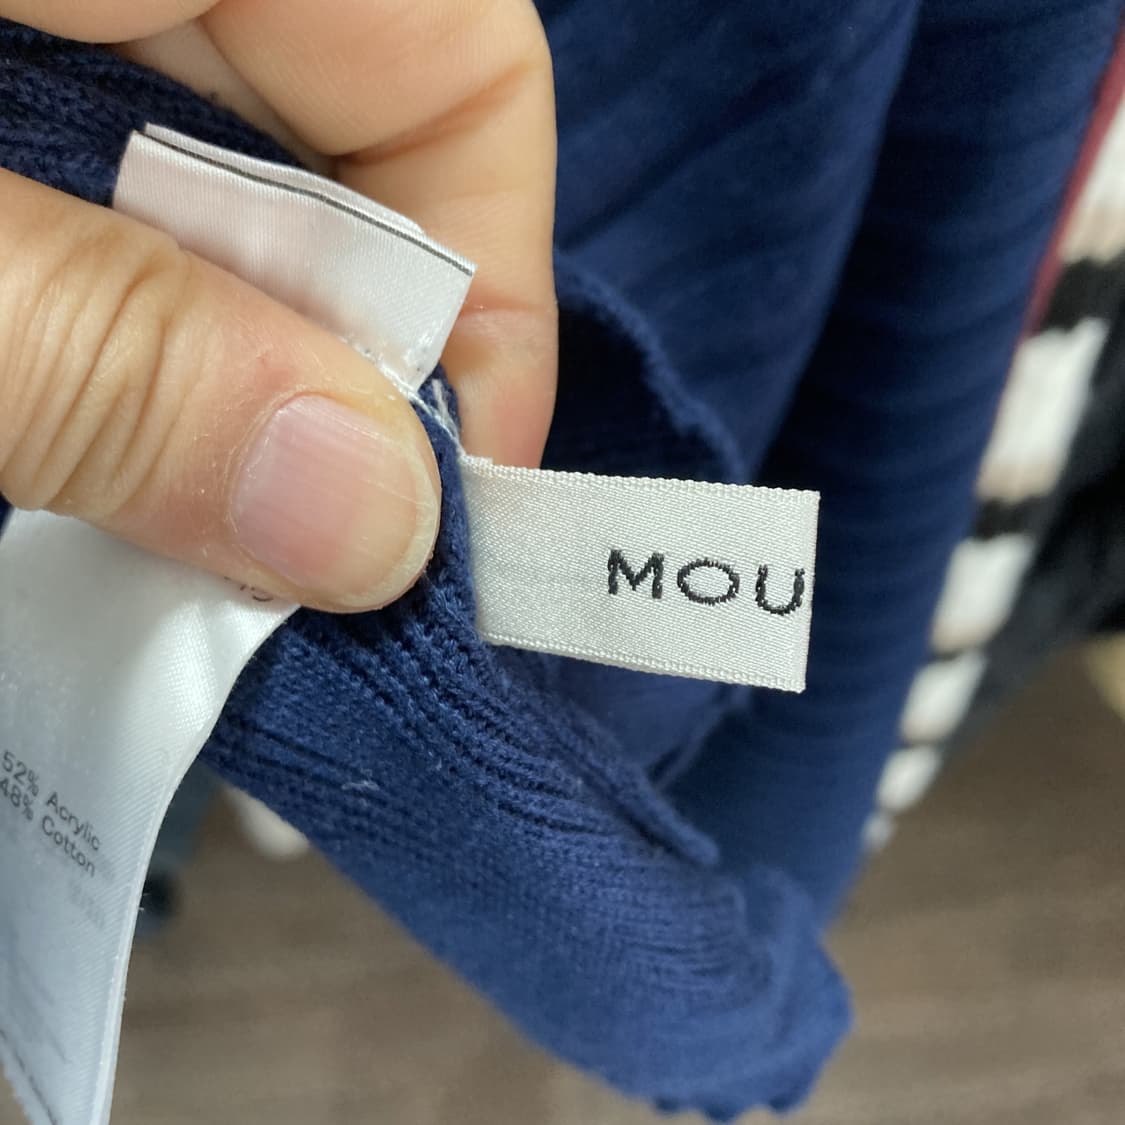 MOU
52% Acrylic
48% Cotton